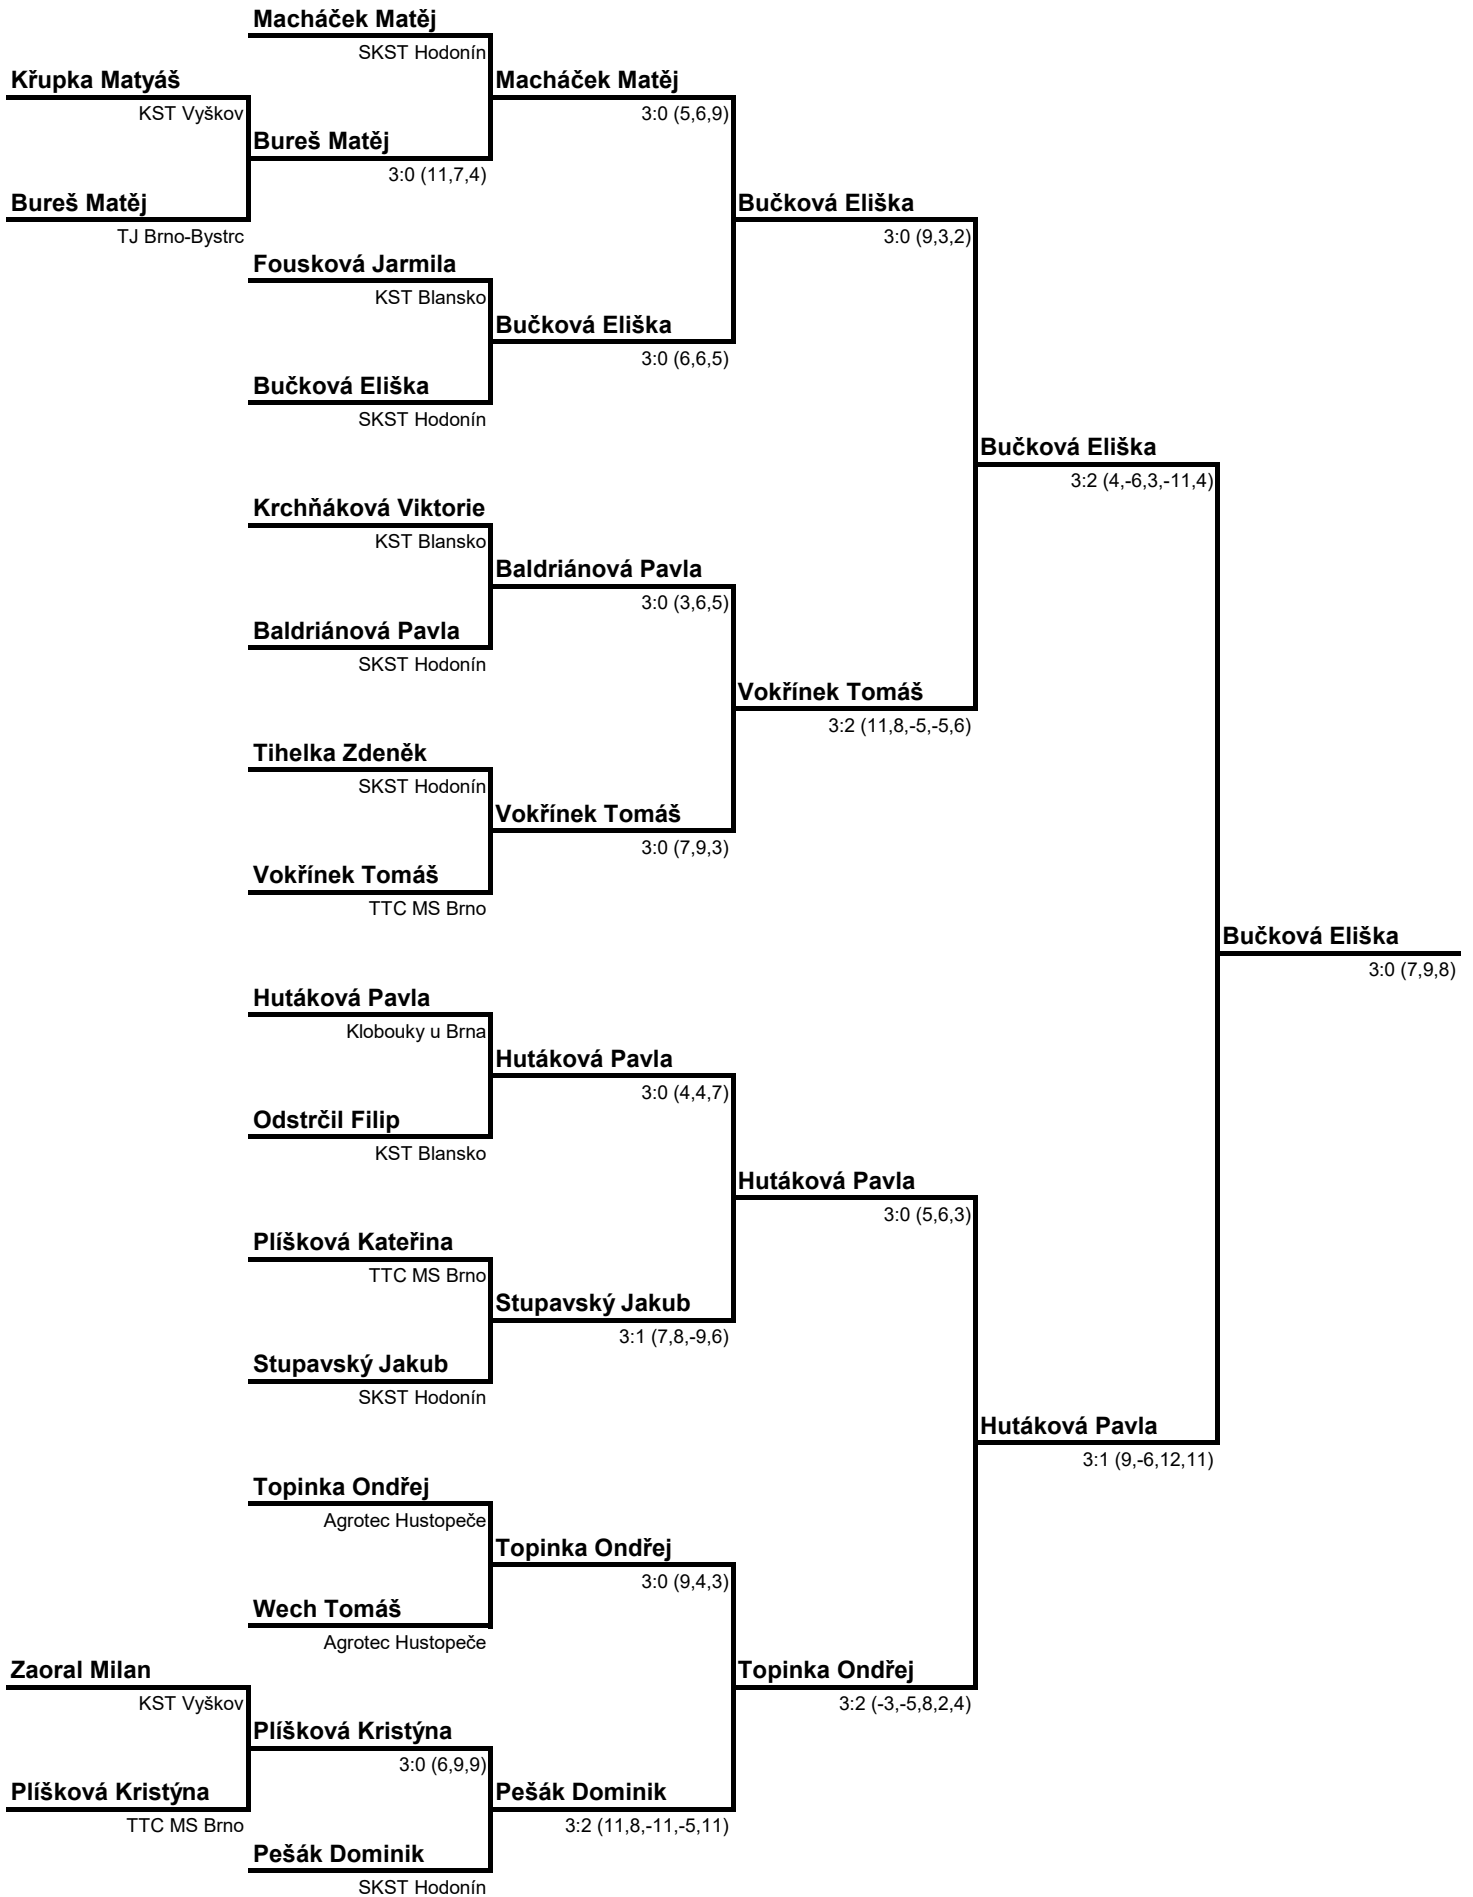 Macháček Matěj
SKST Hodonín
Křupka Matyáš
Macháček Matěj
KST Vyškov
3:0 (5,6,9)
Bureš Matěj
3:0 (11,7,4)
Bureš Matěj
Bučková Eliška
TJ Brno-Bystrc
3:0 (9,3,2)
Fousková Jarmila
KST Blansko
Bučková Eliška
3:0 (6,6,5)
Bučková Eliška
SKST Hodonín
Bučková Eliška
3:2 (4,-6,3,-11,4)
Krchňáková Viktorie
KST Blansko
Baldriánová Pavla
3:0 (3,6,5)
Baldriánová Pavla
SKST Hodonín
Vokřínek Tomáš
3:2 (11,8,-5,-5,6)
Tihelka Zdeněk
SKST Hodonín
Vokřínek Tomáš
3:0 (7,9,3)
Vokřínek Tomáš
TTC MS Brno
Bučková Eliška
3:0 (7,9,8)
Hutáková Pavla
Klobouky u Brna
Hutáková Pavla
3:0 (4,4,7)
Odstrčil Filip
KST Blansko
Hutáková Pavla
3:0 (5,6,3)
Plíšková Kateřina
TTC MS Brno
Stupavský Jakub
3:1 (7,8,-9,6)
Stupavský Jakub
SKST Hodonín
Hutáková Pavla
3:1 (9,-6,12,11)
Topinka Ondřej
Agrotec Hustopeče
Topinka Ondřej
3:0 (9,4,3)
Wech Tomáš
Agrotec Hustopeče
Zaoral Milan
Topinka Ondřej
KST Vyškov
3:2 (-3,-5,8,2,4)
Plíšková Kristýna
3:0 (6,9,9)
Plíšková Kristýna
Pešák Dominik
TTC MS Brno
3:2 (11,8,-11,-5,11)
Pešák Dominik
SKST Hodonín